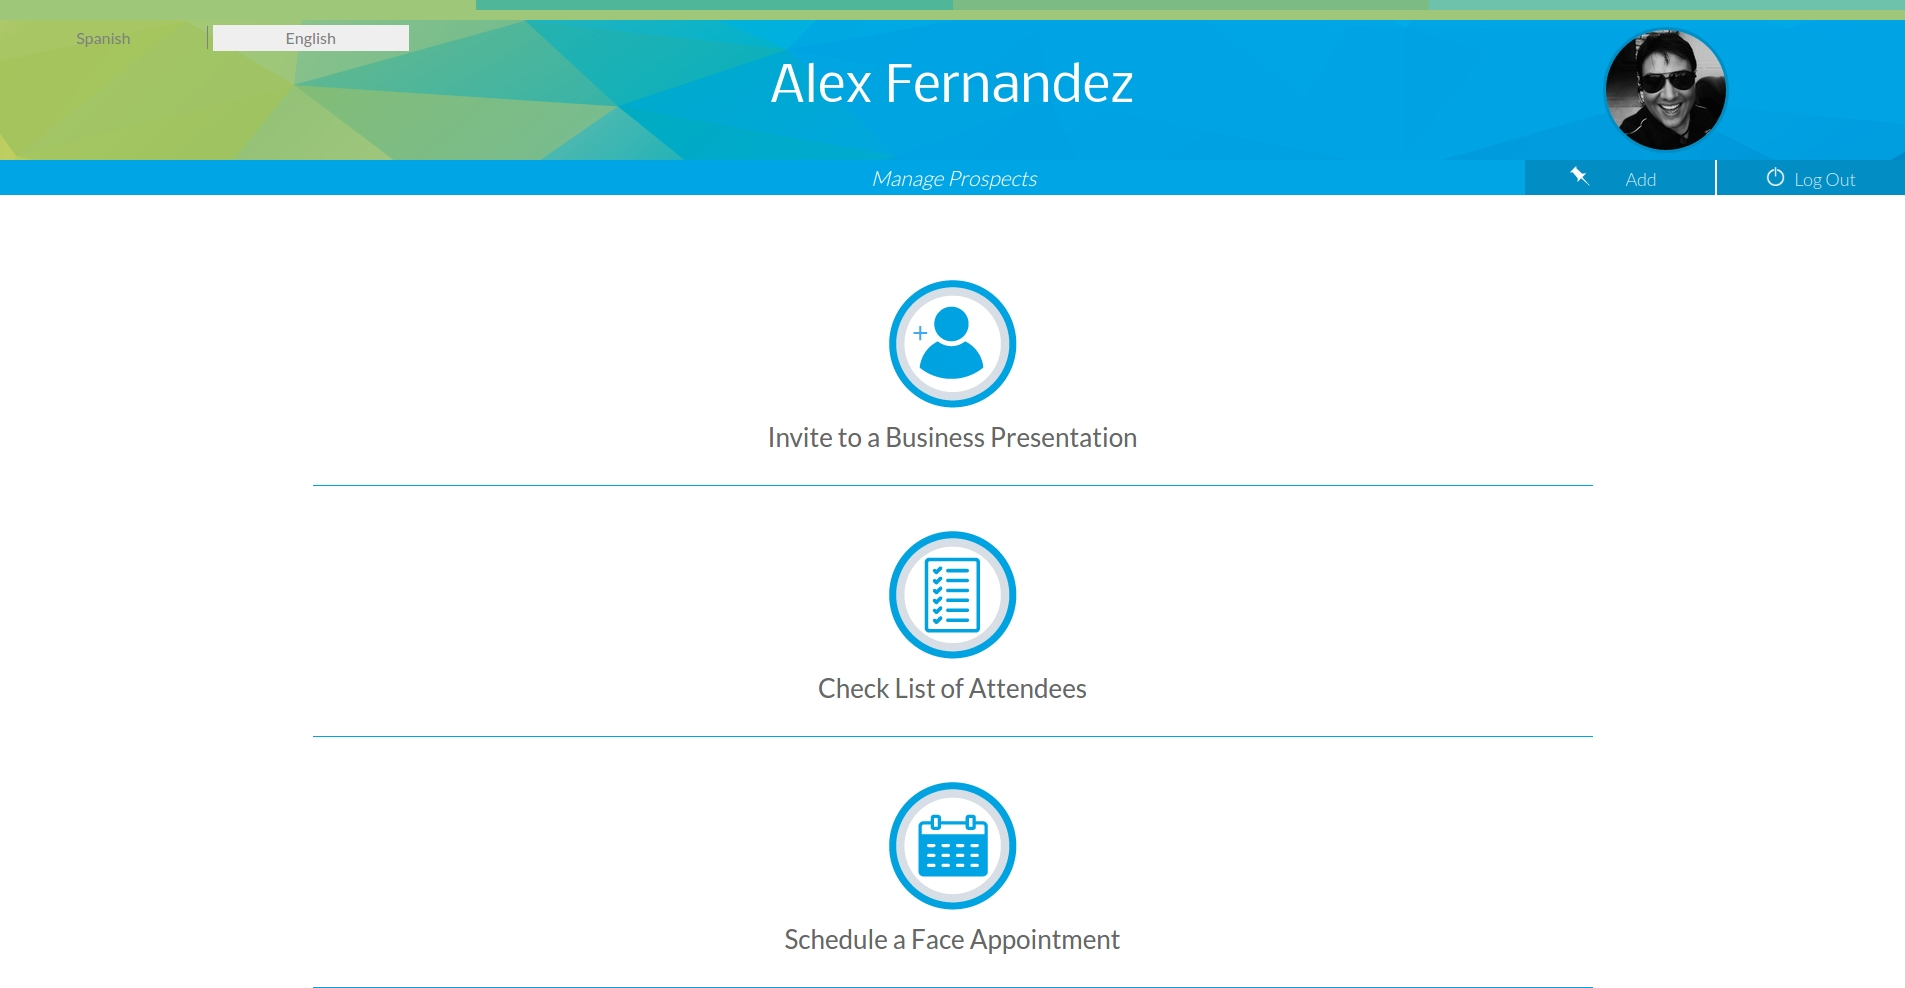 Spanish
English
Alex Fernandez
Manage Prospects
Add
Log Out
Invite to a Business Presentation
Check List of Attendees
Schedule a Face Appointment